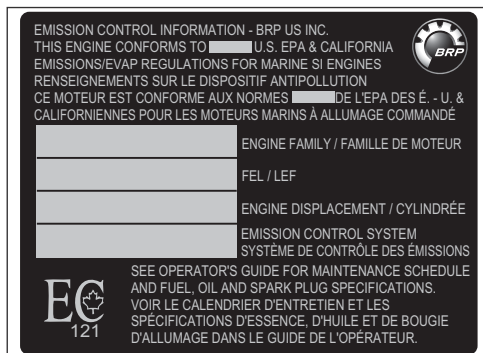 EMISSION CONTROL INFORMATION - BRP US INC.
THIS ENGINE CONFORMS TO U.S. EPA & CALIFORNIA
EMISSIONS/EVAP REGULATIONS FOR MARINE SI ENGINES
RENSEIGNEMENTS SUR LE DISPOSITIF ANTIPOLLUTION
CE MOTEUR EST CONFORME AUX NORMES DE L'EPA DES É. - U. &
CALIFORNIENNES POUR LES MOTEURS MARINS À ALLUMAGE COMMANDÉ
BRP
ENGINE FAMILY / FAMILLE DE MOTEUR
FEL / LEF
ENGINE DISPLACEMENT / CYLINDRÉE
EMISSION CONTROL SYSTEM
SYSTÈME DE CONTRÔLE DES ÉMISSIONS
EC
121
SEE OPERATOR'S GUIDE FOR MAINTENANCE SCHEDULE
AND FUEL, OIL AND SPARK PLUG SPECIFICATIONS.
VOIR LE CALENDRIER D'ENTRETIEN ET LES
SPÉCIFICATIONS D'ESSENCE, D'HUILE ET DE BOUGIE
D'ALLUMAGE DANS LE GUIDE DE L'OPÉRATEUR.